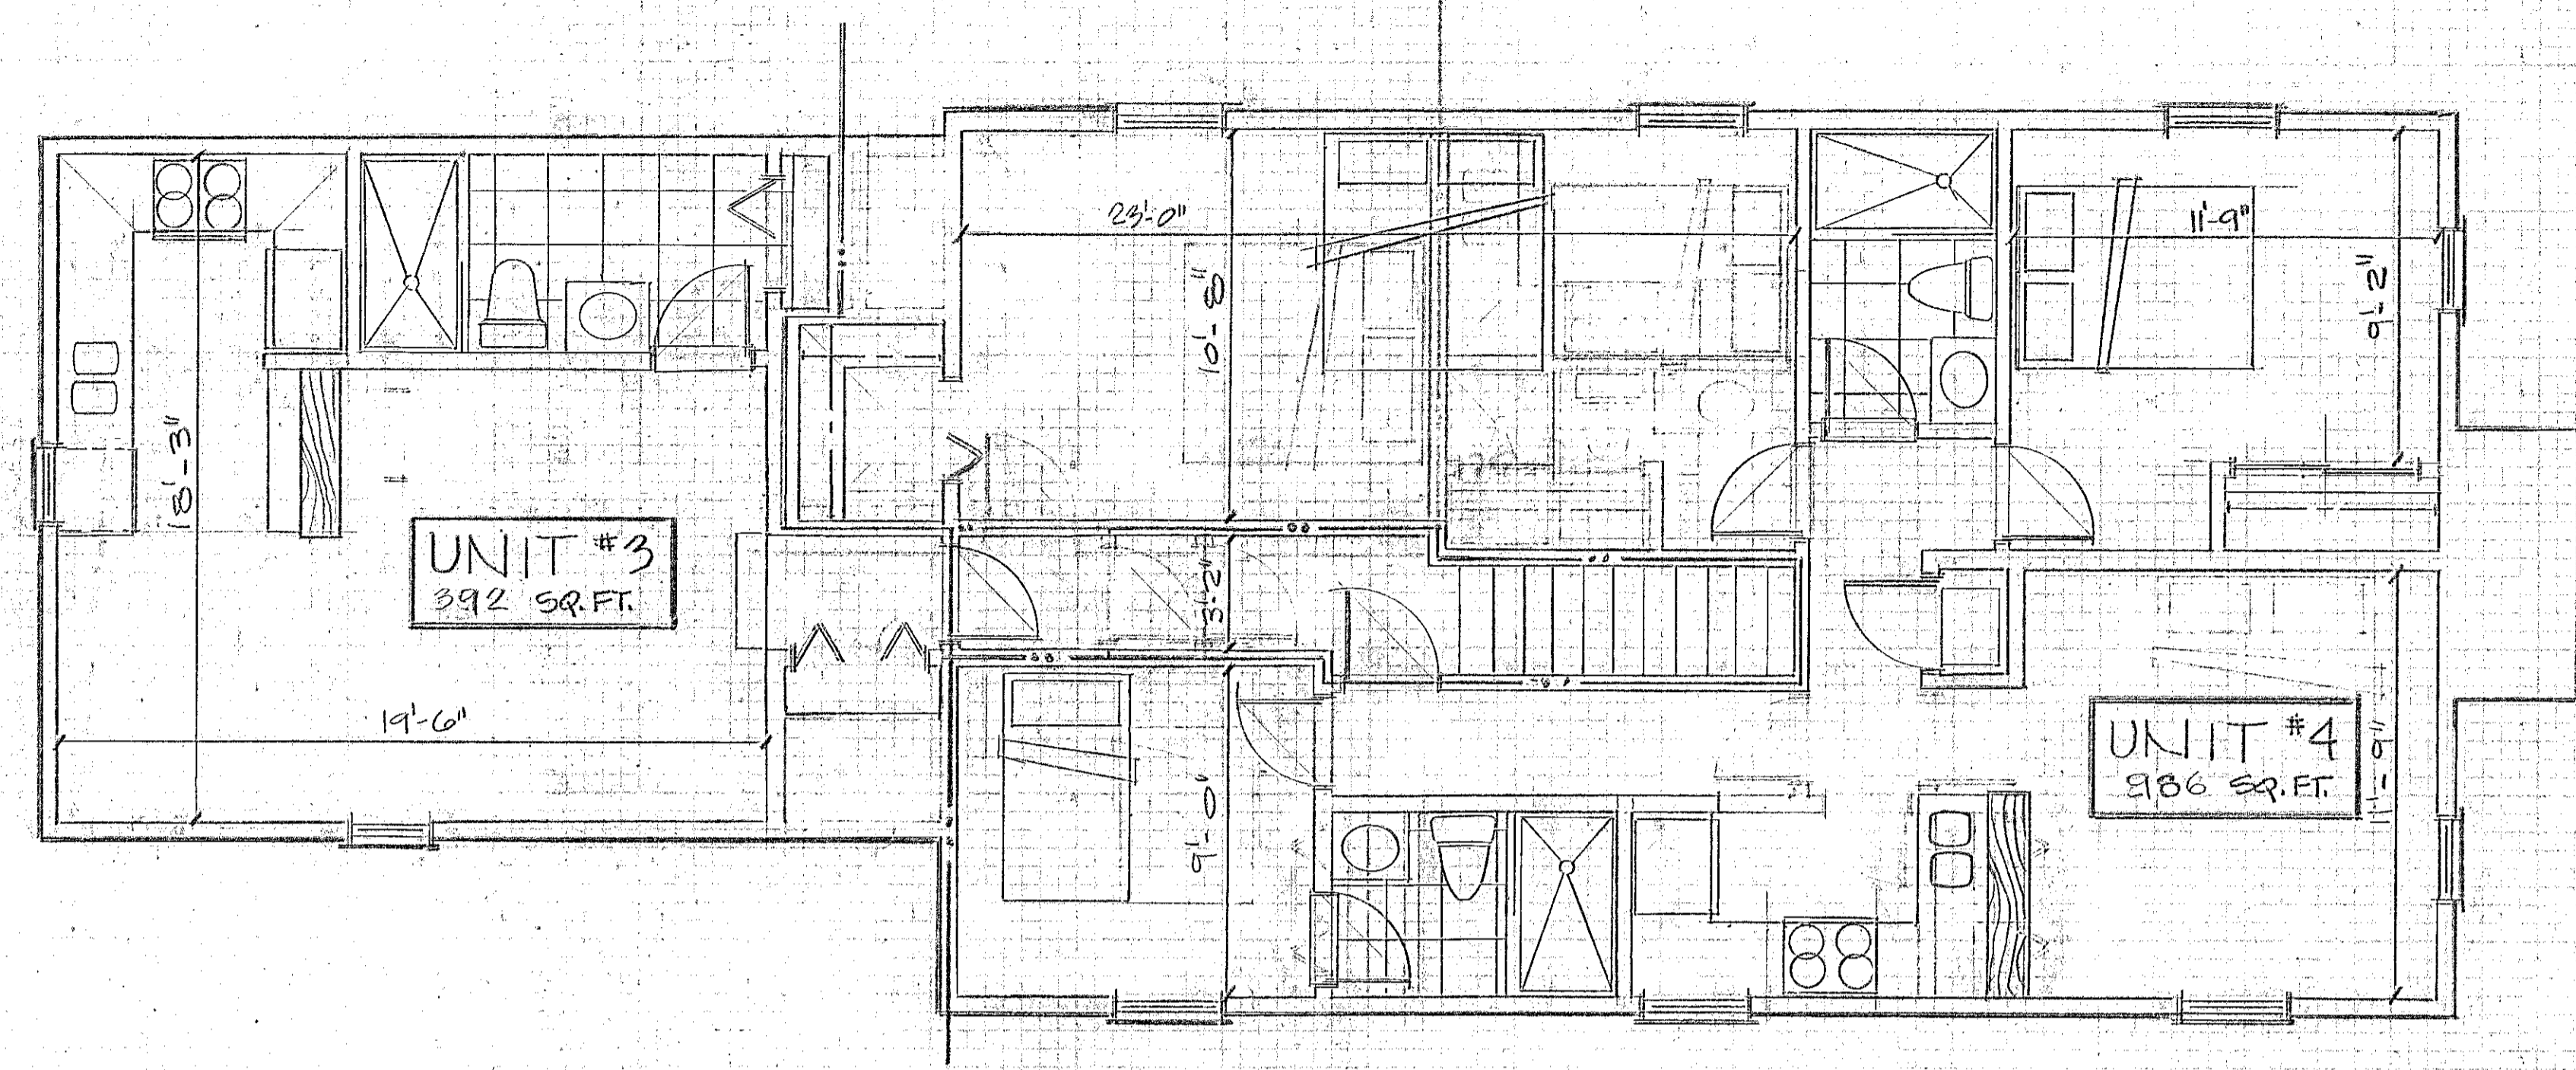 23'-0"
11'-9"
10'-8"
9'-2"
18'-3"
UNIT #3
392 SQ.FT.
3'-2"
19'-6"
UNIT #4
986 SQ.FT.
11'-9"
9'-0"